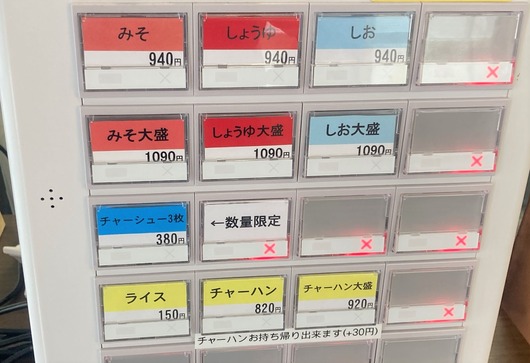 みそ
940円
しょうゆ
940円
しお
940円
みそ大盛
1090円
しょうゆ大盛
1090円
しお大盛
1090円
チャーシュー3枚
380円
←数量限定
ライス
150円
チャーハン
820円
チャーハン大盛
920円
チャーハンお持ち帰り出来ます(+30円)